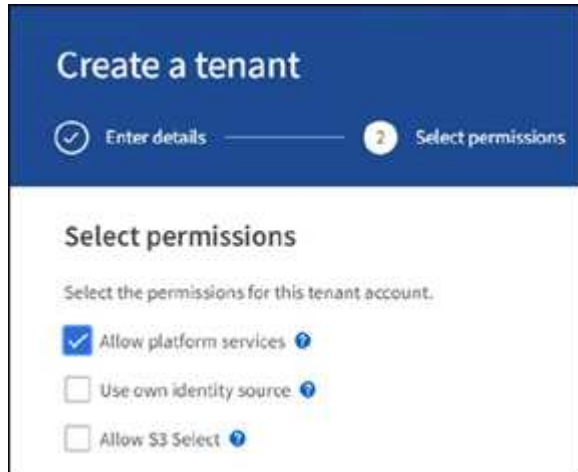 Create a tenant
Enter details 2 Select permissions
Select permissions
Select the permissions for this tenant account.
Allow platform services ?
Use own identity source ?
Allow S3 Select ?